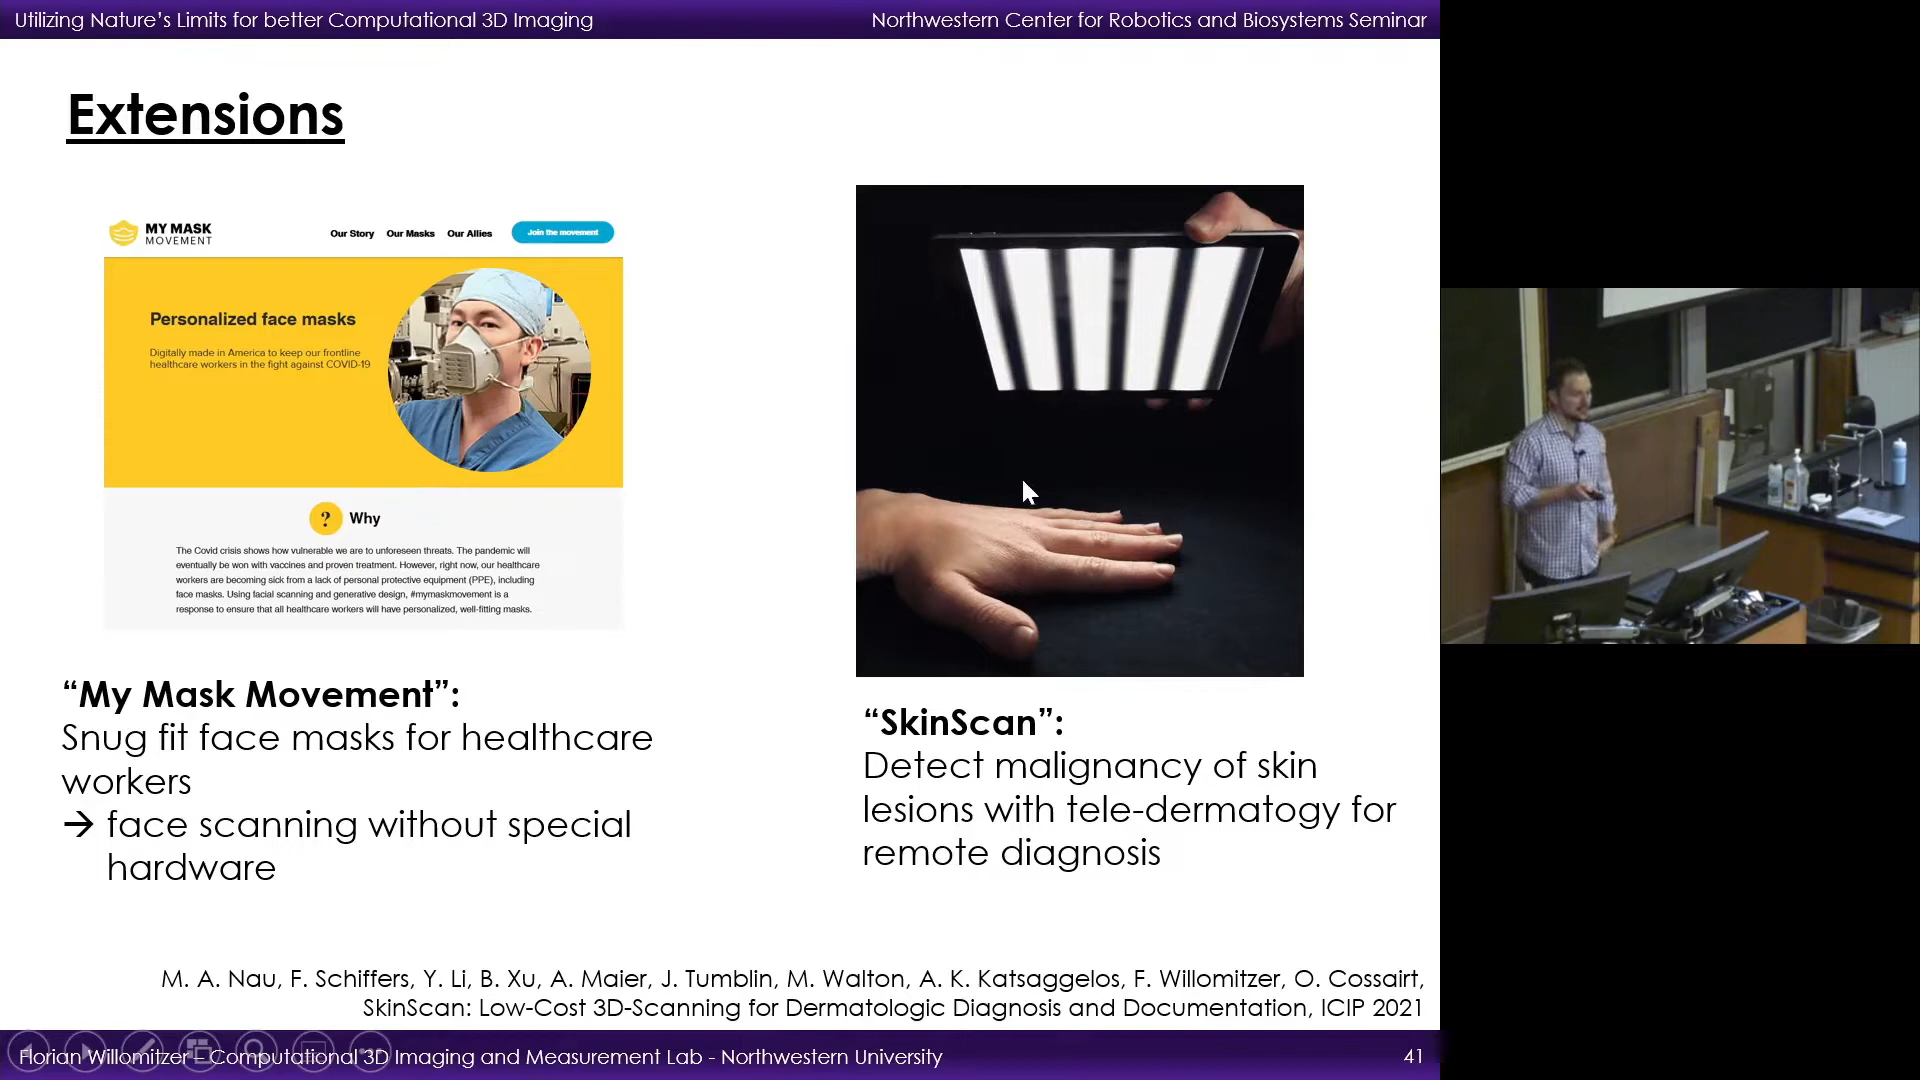 Utilizing Nature's Limits for better Computational 3D Imaging
Northwestern Center for Robotics and Biosystems Seminar
Extensions
MY MASK
MOVEMENT
Our Story
Our Masks
Our Allies
Join the movement
Personalized face masks
Digitally made in America to keep our frontline
healthcare workers in the fight against COVID-19
? Why
The Covid crisis shows how vulnerable we are to unforeseen threats. The pandemic will
eventually be won with vaccines and proven treatment. However, right now, our healthcare
workers are becoming sick from a lack of personal protective equipment (PPE), including
face masks. Using facial scanning and generative design, #mymaskmovement is a
response to ensure that all healthcare workers will have personalized, well-fitting masks.
“My Mask Movement”:
Snug fit face masks for healthcare
workers
→ face scanning without special
hardware
“SkinScan”:
Detect malignancy of skin
lesions with tele-dermatogy for
remote diagnosis
M. A. Nau, F. Schiffers, Y. Li, B. Xu, A. Maier, J. Tumblin, M. Walton, A. K. Katsaggelos, F. Willomitzer, O. Cossairt,
SkinScan: Low-Cost 3D-Scanning for Dermatologic Diagnosis and Documentation, ICIP 2021
Florian Willomitzer – Computational 3D Imaging and Measurement Lab - Northwestern University
41